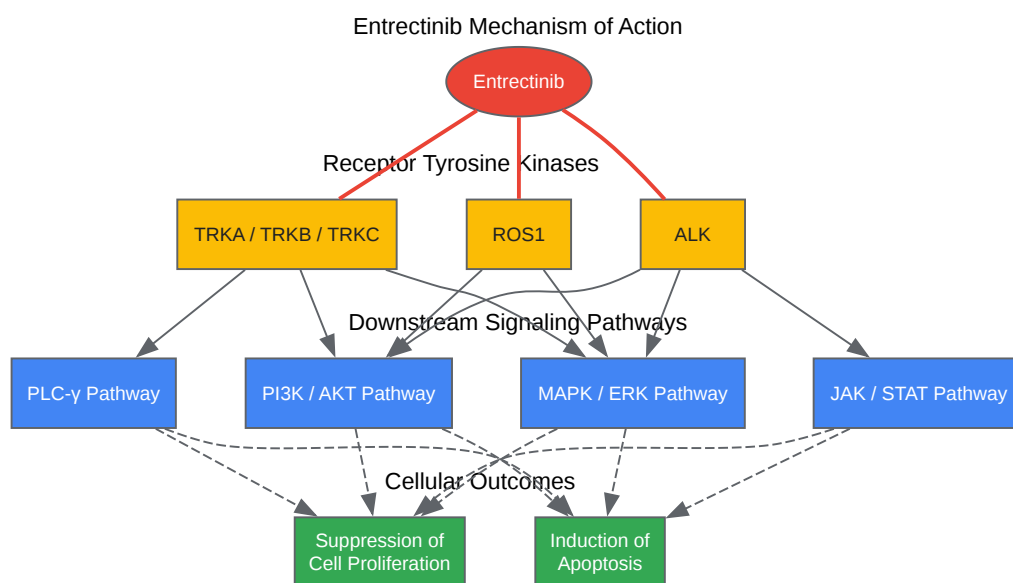 Entrectinib Mechanism of Action
Entrectinib
Receptor Tyrosine Kinases
TRKA / TRKB / TRKC
ROS1
ALK
Downstream Signaling Pathways
PLC-γ Pathway
PI3K / AKT Pathway
MAPK / ERK Pathway
JAK / STAT Pathway
Cellular Outcomes
Suppression of
Cell Proliferation
Induction of
Apoptosis